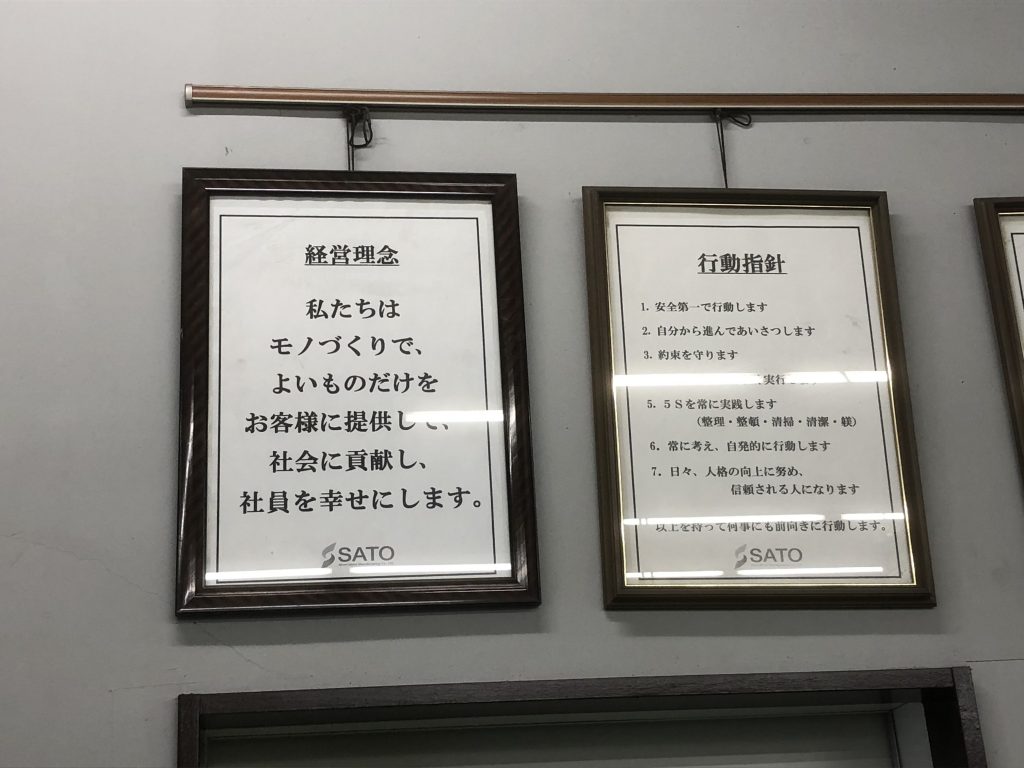 経営理念
私たちは
モノづくりで、
よいものだけを
お客様に提供して、
社会に貢献し、
社員を幸せにします。
SATO
行動指針
1. 安全第一で行動します
2. 自分から進んであいさつします
3. 約束を守ります
実行
5. 5Sを常に実践します
(整理・整頓・清掃・清潔・躾)
6. 常に考え、自発的に行動します
7. 日々、人格の向上に努め、
信頼される人になります
以上を持って何事にも前向きに行動します。
SATO